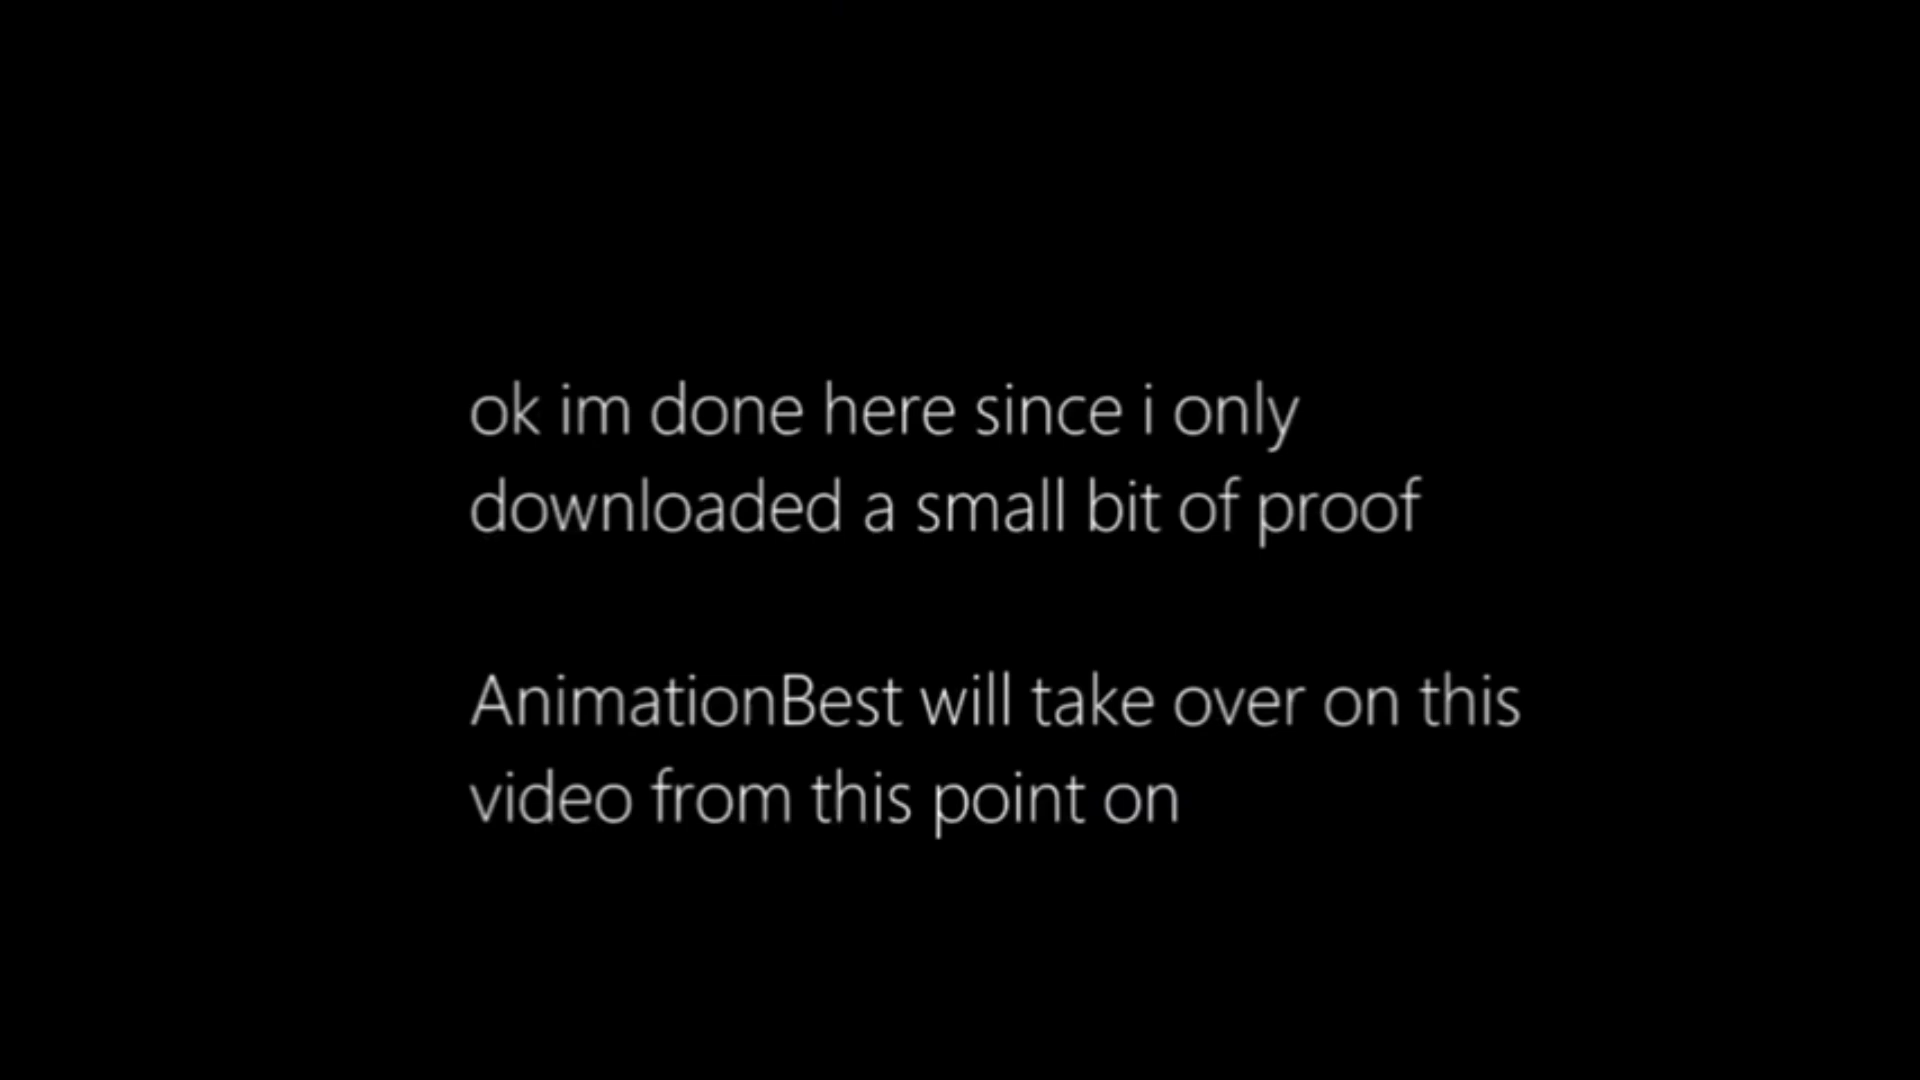 ok im done here since i only
downloaded a small bit of proof
AnimationBest will take over on this
video from this point on